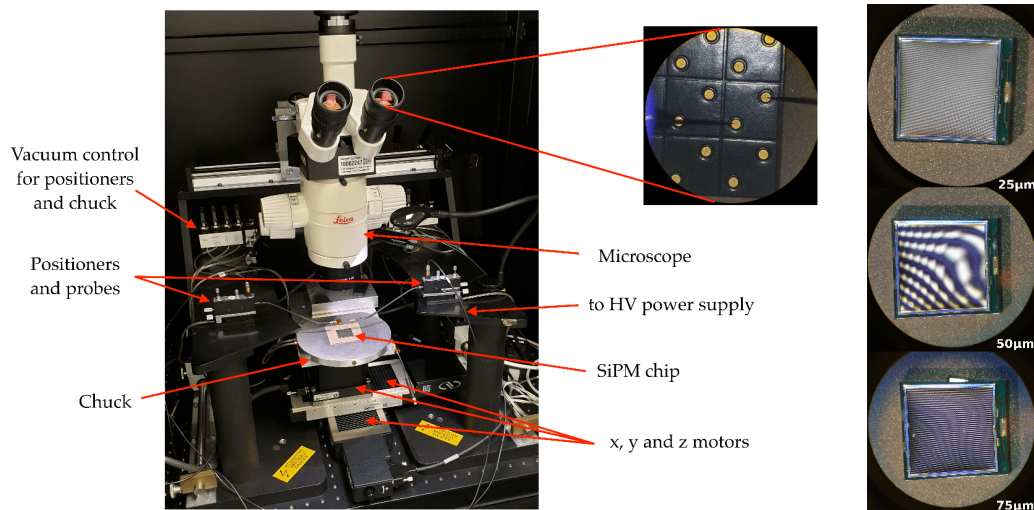 Vacuum control
for positioners
and chuck
Positioners
and probes
Chuck
Leica
10062247
Microscope
to HV power supply
SiPM chip
x, y and z motors
25µm
50µm
75µm